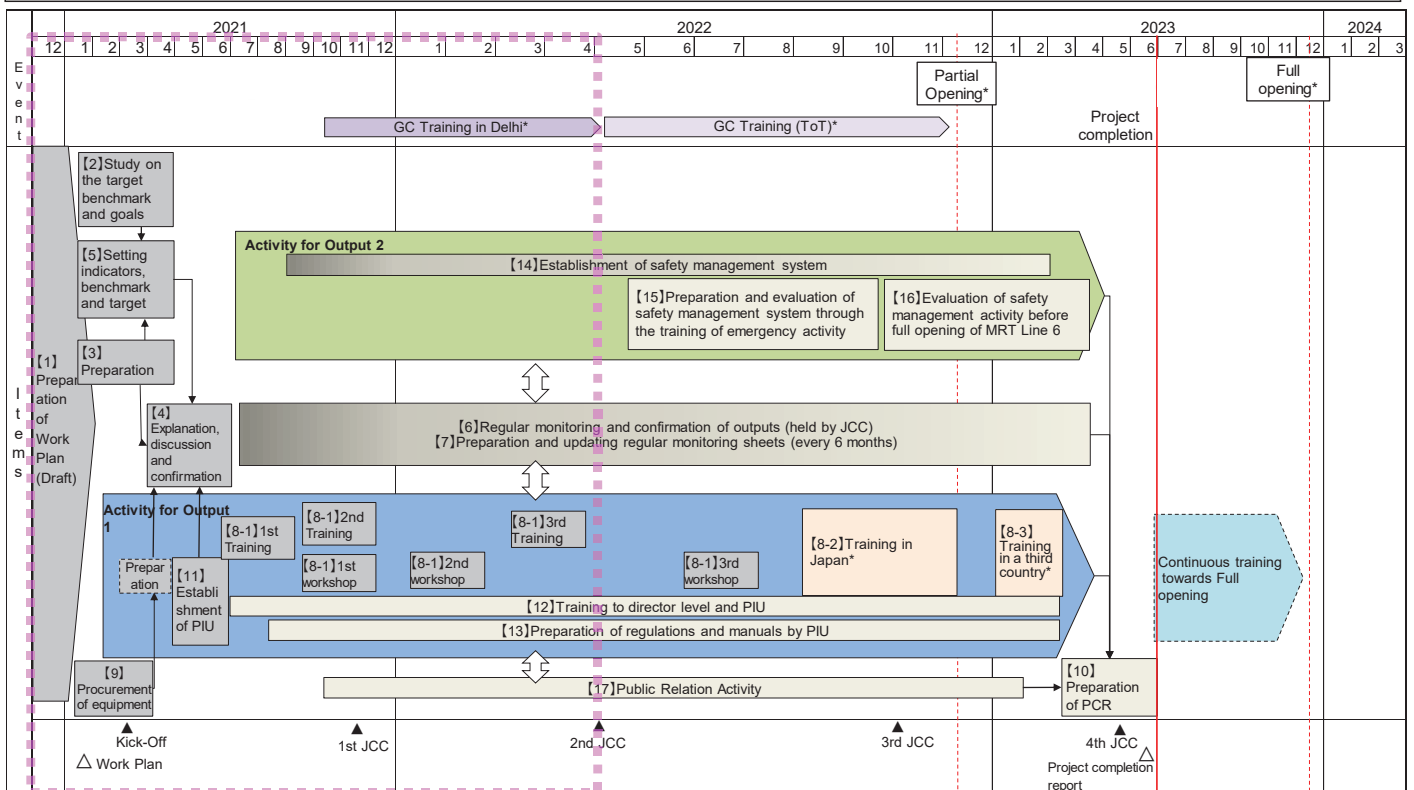 2021
2022
2023
2024
12 1 2 3 4 5 6 7 8 9 10 11 12 1 2 3 4 5 6 7 8 9 10 11 12 1 2 3 4 5 6 7 8 9 10 11 12 1 2 3
Event
Partial
Opening*
Full
opening*
GC Training in Delhi*
GC Training (ToT)*
Project
completion
Items
【1】
Prepar
ation
of
Work
Plan
(Draft)
【2】Study on
the target
benchmark
and goals
【5】Setting
indicators,
benchmark
and target
【3】
Preparation
【4】
Explanation,
discussion
and
confirmation
Activity for Output 2
【14】Establishment of safety management system
【15】Preparation and evaluation of
safety management system through
the training of emergency activity
【16】Evaluation of safety
management activity before
full opening of MRT Line 6
【6】Regular monitoring and confirmation of outputs (held by JCC)
【7】Preparation and updating regular monitoring sheets (every 6 months)
Activity for Output
1
Prepar
ation
【11】
Establi
shment
of PIU
【8-1】1st
Training
【8-1】2nd
Training
【8-1】1st
workshop
【8-1】2nd
workshop
【8-1】3rd
Training
【8-1】3rd
workshop
【8-2】Training in
Japan*
【8-3】
Training
in a third
country*
【12】Training to director level and PIU
【13】Preparation of regulations and manuals by PIU
Continuous training
towards Full
opening
【9】
Procurement
of equipment
【17】Public Relation Activity
【10】
Preparation
of PCR
▲
Kick-Off
△ Work Plan
▲
1st JCC
▲
2nd JCC
▲
3rd JCC
▲
4th JCC
△
Project completion
report